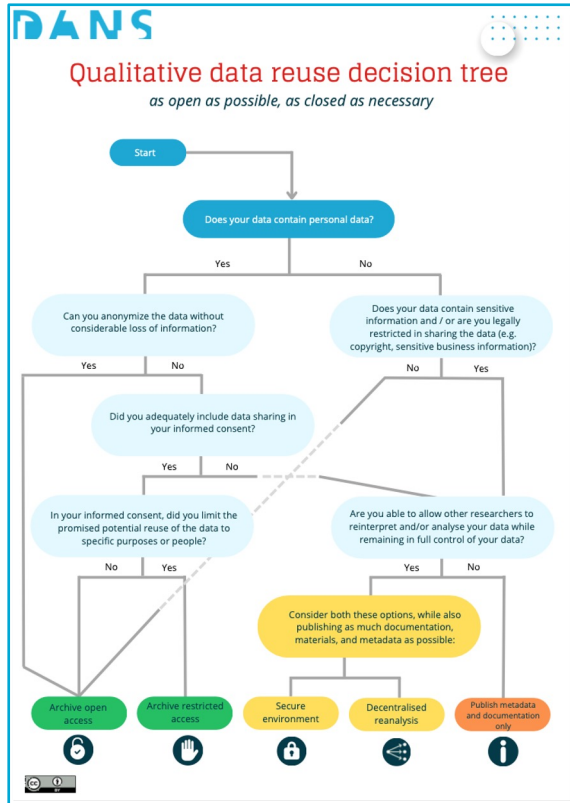 DANS
Qualitative data reuse decision tree
as open as possible, as closed as necessary
Start
Does your data contain personal data?
Yes
No
Can you anonymize the data without
considerable loss of information?
Does your data contain sensitive
information and / or are you legally
restricted in sharing the data (e.g.
copyright, sensitive business information)?
Yes
No
No
Yes
Did you adequately include data sharing in
your informed consent?
Yes
No
In your informed consent, did you limit the
promised potential reuse of the data to
specific purposes or people?
Are you able to allow other researchers to
reinterpret and/or analyse your data while
remaining in full control of your data?
No
Yes
Yes
No
Consider both these options, while also
publishing as much documentation,
materials, and metadata as possible:
Archive open
access
Archive restricted
access
Secure
environment
Decentralised
reanalysis
Publish metadata
and documentation
only
cc
BY